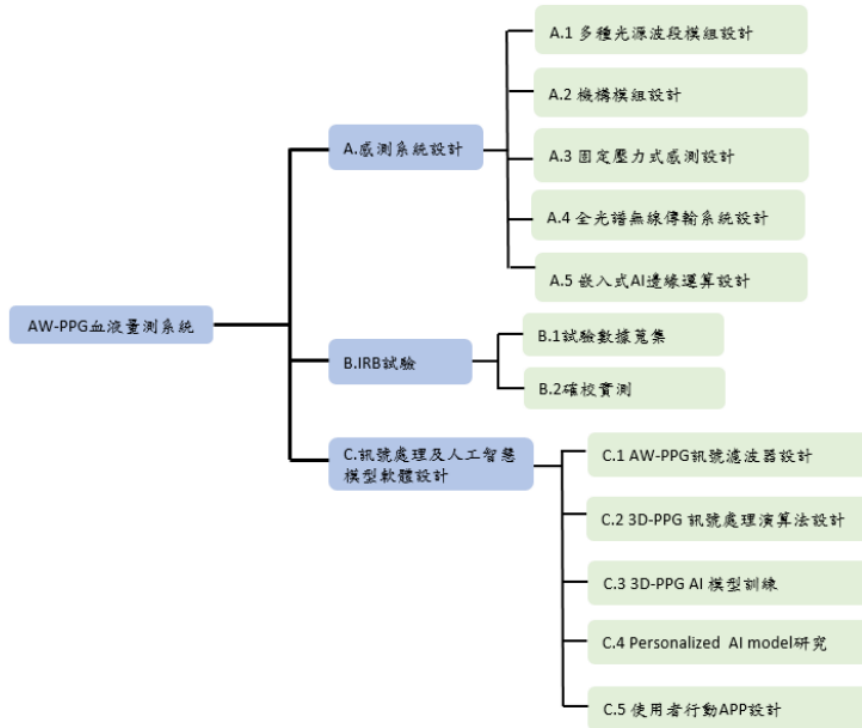 AW-PPG血液量測系統
A.感測系統設計
A.1 多種光源波段模組設計
A.2 機構模組設計
A.3 固定壓力式感測設計
A.4 全光譜無線傳輸系統設計
A.5 嵌入式AI邊緣運算設計
B.IRB試驗
B.1試驗數據蒐集
B.2確校實測
C.訊號處理及人工智慧
模型軟體設計
C.1 AW-PPG訊號濾波器設計
C.2 3D-PPG 訊號處理演算法設計
C.3 3D-PPG AI 模型訓練
C.4 Personalized AI model研究
C.5 使用者行動APP設計